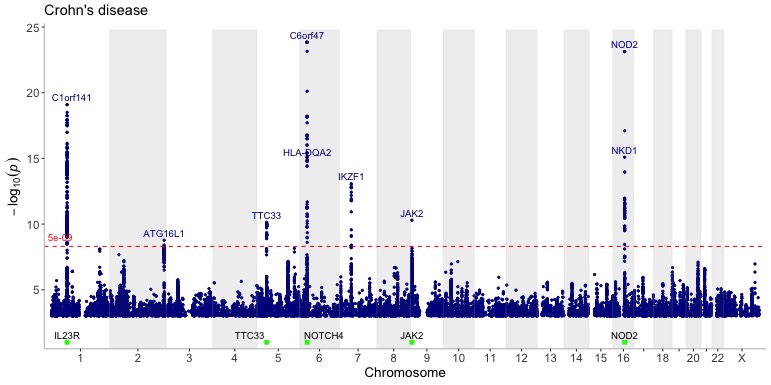 Crohn's disease
25
C6orf47
NOD2
C1orf141
20
HLA-DQA2
NKD1
15
IKZF1
TTC33
JAK2
10
ATG16L1
5e-09
5
− log10(p)
IL23R
TTC33
NOTCH4
JAK2
NOD2
1 2 3 4 5 6 7 8 9 10 11 12 13 14 15 16 18 20 22 X
Chromosome